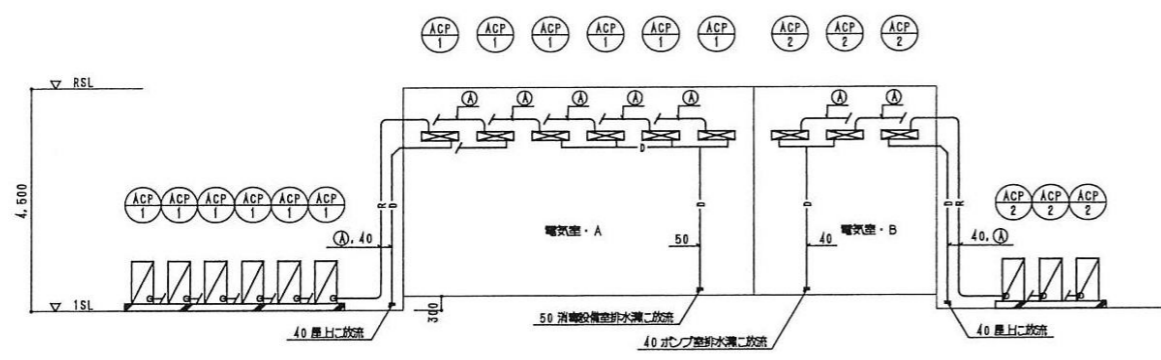 ACP 1
ACP 1
ACP 1
ACP 1
ACP 1
ACP 1
ACP 2
ACP 2
ACP 2
RSL
A
A
A
A
A
A
A
D
4,500
ACP 1
ACP 1
ACP 1
ACP 1
ACP 1
ACP 1
R
D
D
D
D
R
ACP 2
ACP 2
ACP 2
電気室・A
電気室・B
A, 40
50
40
40, A
1SL
300
50 消毒設備室排水溝に放流
40 屋上に放流
40 ポンプ室排水溝に放流
40 屋上に放流